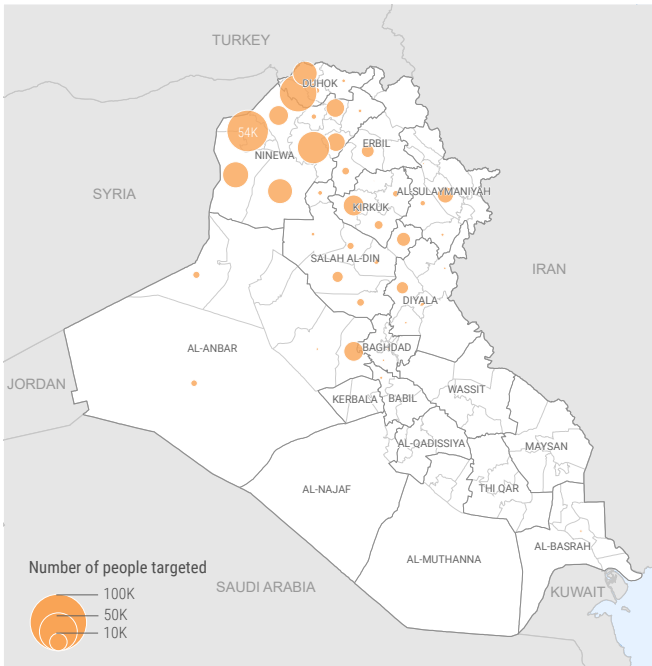 TURKEY
DUHOK
54K
NINEWA
ERBIL
AL-SULAYMANIYAH
SYRIA
KIRKUK
SALAH AL-DIN
IRAN
DIYALA
AL-ANBAR
BAGHDAD
JORDAN
WASSIT
KERBALA
BABIL
AL-QADISSIYA
MAYSAN
AL-NAJAF
THI QAR
AL-BASRAH
AL-MUTHANNA
Number of people targeted
SAUDI ARABIA
KUWAIT
100K
50K
10K